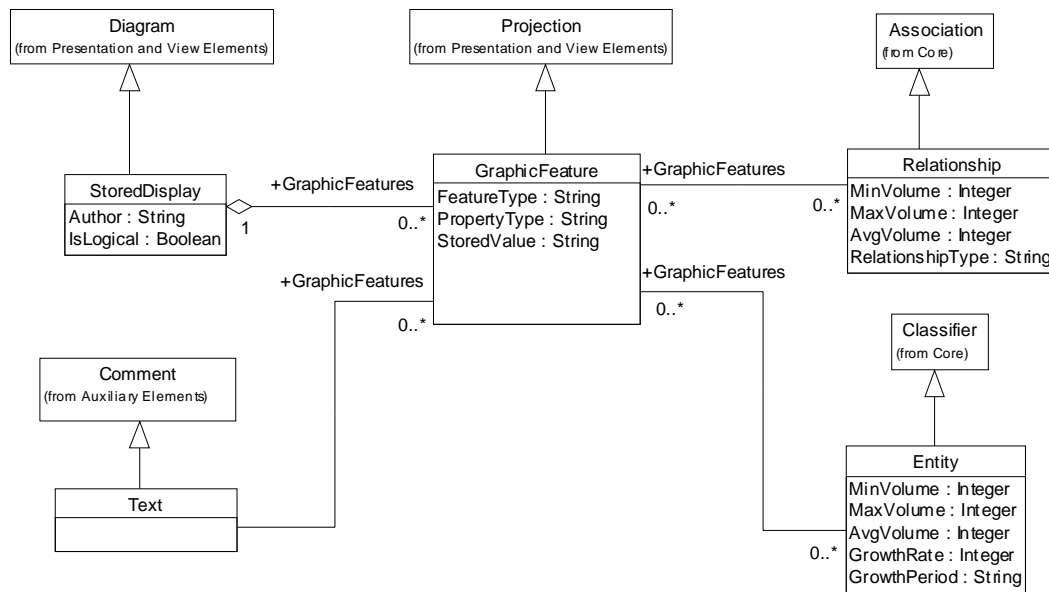 Diagram
(from Presentation and View Elements)
Projection
(from Presentation and View Elements)
Association
(from Core)
StoredDisplay
Author : String
IsLogical : Boolean
+GraphicFeatures
1
0..*
GraphicFeature
FeatureType : String
PropertyType : String
StoredValue : String
+GraphicFeatures
0..*
0..*
Relationship
MinVolume : Integer
MaxVolume : Integer
AvgVolume : Integer
RelationshipType : String
+GraphicFeatures
0..*
+GraphicFeatures
0..*
Classifier
(from Core)
Comment
(from Auxiliary Elements)
Text
Entity
MinVolume : Integer
MaxVolume : Integer
AvgVolume : Integer
GrowthRate : Integer
GrowthPeriod : String
0..*